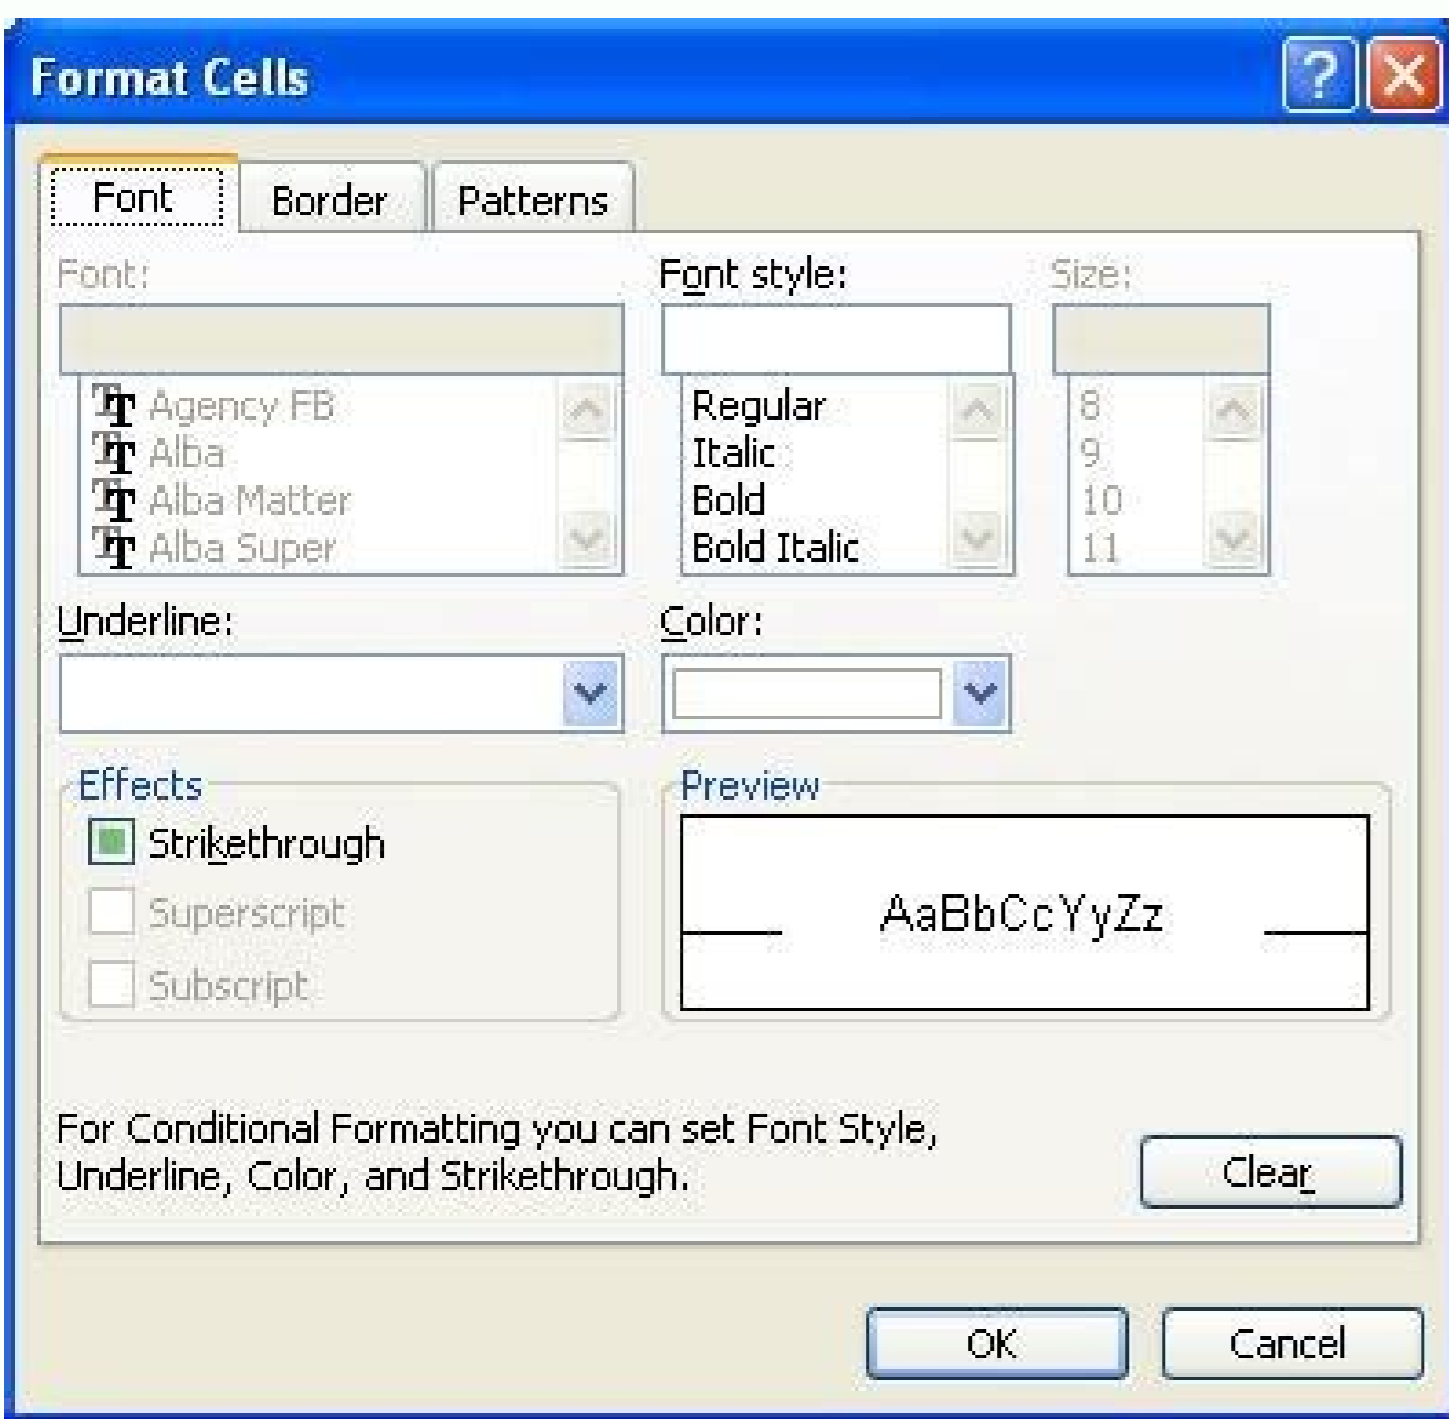 Format Cells
?
Font Border Patterns
Font: Font style: Size:
Agency FB Regular 8
Alba Italic 9
Alba Matter Bold 10
Alba Super Bold Italic 11
Underline: Color:
Effects Preview
Strikethrough
Superscript AaBbCcYyZz
Subscript
For Conditional Formatting you can set Font Style,
Underline, Color, and Strikethrough.
Clear
OK Cancel